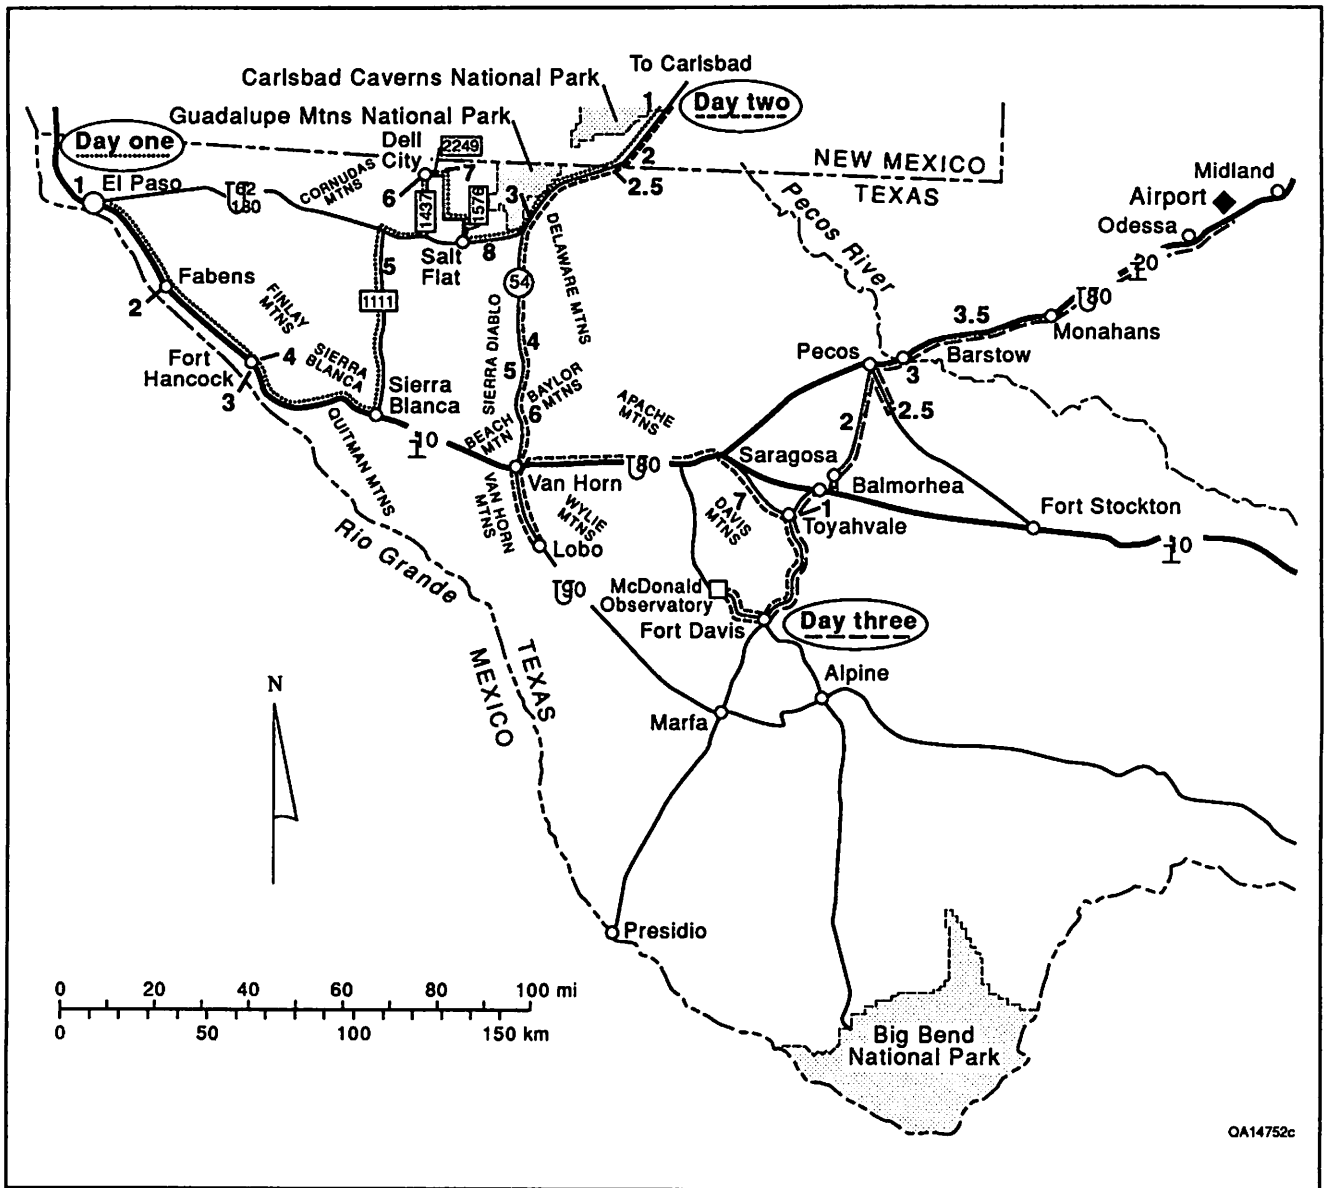 To Carlsbad
Carlsbad Caverns National Park
1
Day two
Guadalupe Mtns National Park
Day one
Dell
City
2249
2
NEW MEXICO
TEXAS
Midland
1
El Paso
CORNUDAS
MTNS
7
6
3
2.5
Airport
62
180
1437
1576
Pecos River
Odessa
Salt
Flat
8
5
DELAWARE MTNS
54
20
Fabens
2
FINLAY
MTNS
1111
SIERRA DIABLO
80
3.5
Monahans
4
Fort
Hancock
3
SIERRA
BLANCA
4
5
Pecos
Barstow
3
Sierra
Blanca
BAYLOR
MTNS
6
APACHE
MTNS
2
2.5
QUITMAN MTNS
10
BEACH
MTN
Saragosa
80
Van Horn
VAN HORN
MTNS
WYLIE
MTNS
7
DAVIS
MTNS
Balmorhea
1
Toyahvale
Fort Stockton
10
Rio Grande
Lobo
90
McDonald
Observatory
Fort Davis
Day three
TEXAS
MEXICO
N
Alpine
Marfa
Presidio
0 20 40 60 80 100 mi
0 50 100 150 km
Big Bend
National Park
QA14752c